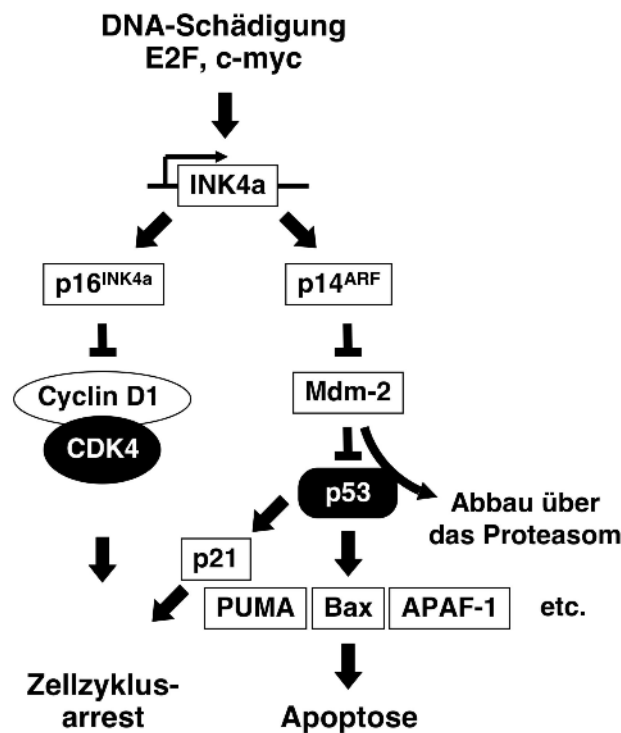 DNA-Schädigung
E2F, c-myc
INK4a
p16INK4a
p14ARF
Cyclin D1
Mdm-2
CDK4
p53
Abbau über
das Proteasom
p21
PUMA
Bax
APAF-1
etc.
Zellzyklus-
arrest
Apoptose